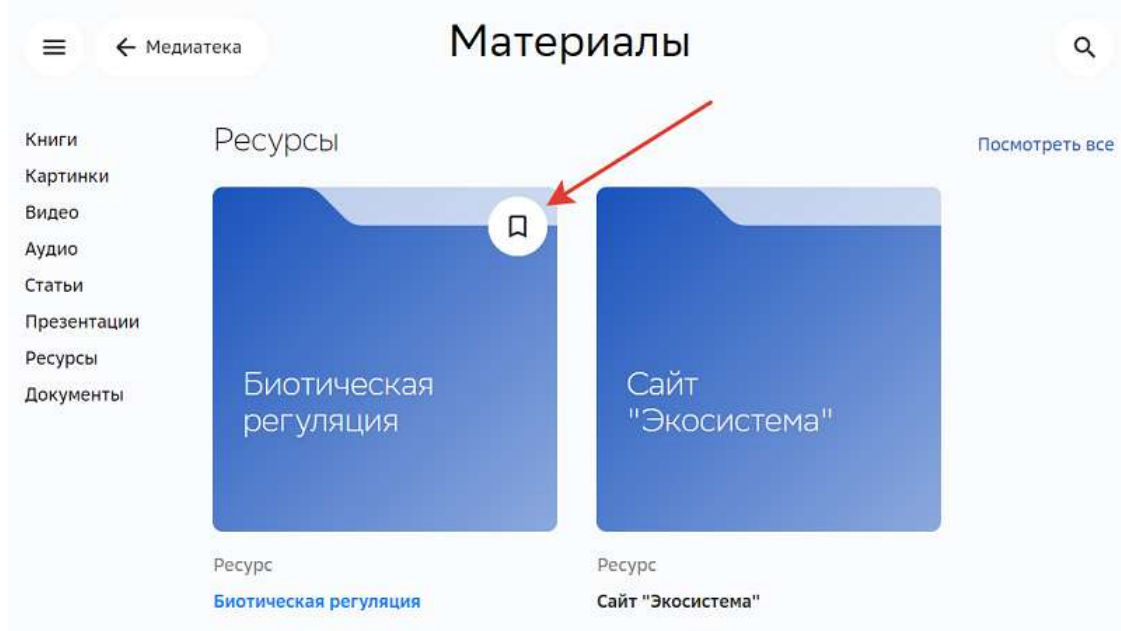 Медиатека
Материалы
Книги
Картинки
Видео
Аудио
Статьи
Презентации
Ресурсы
Документы
Ресурсы
Посмотреть все
Биотическая
регуляция
Сайт
"Экосистема"
Ресурс
Биотическая регуляция
Ресурс
Сайт "Экосистема"